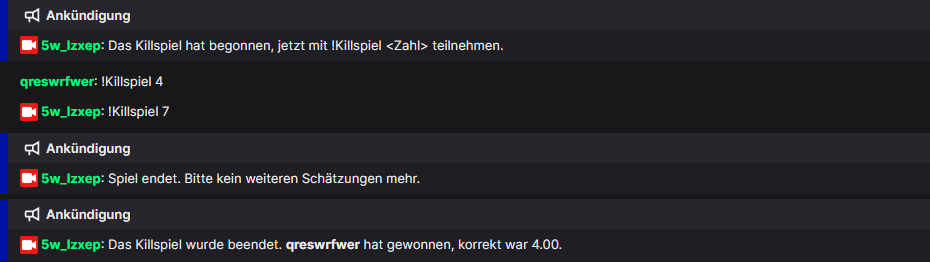 Ankündigung
5w_lzxep: Das Killspiel hat begonnen, jetzt mit !Killspiel <Zahl> teilnehmen.
qreswrfwer: !Killspiel 4
5w_lzxep: !Killspiel 7
Ankündigung
5w_lzxep: Spiel endet. Bitte kein weiteren Schätzungen mehr.
Ankündigung
5w_lzxep: Das Killspiel wurde beendet. qreswrfwer hat gewonnen, korrekt war 4.00.